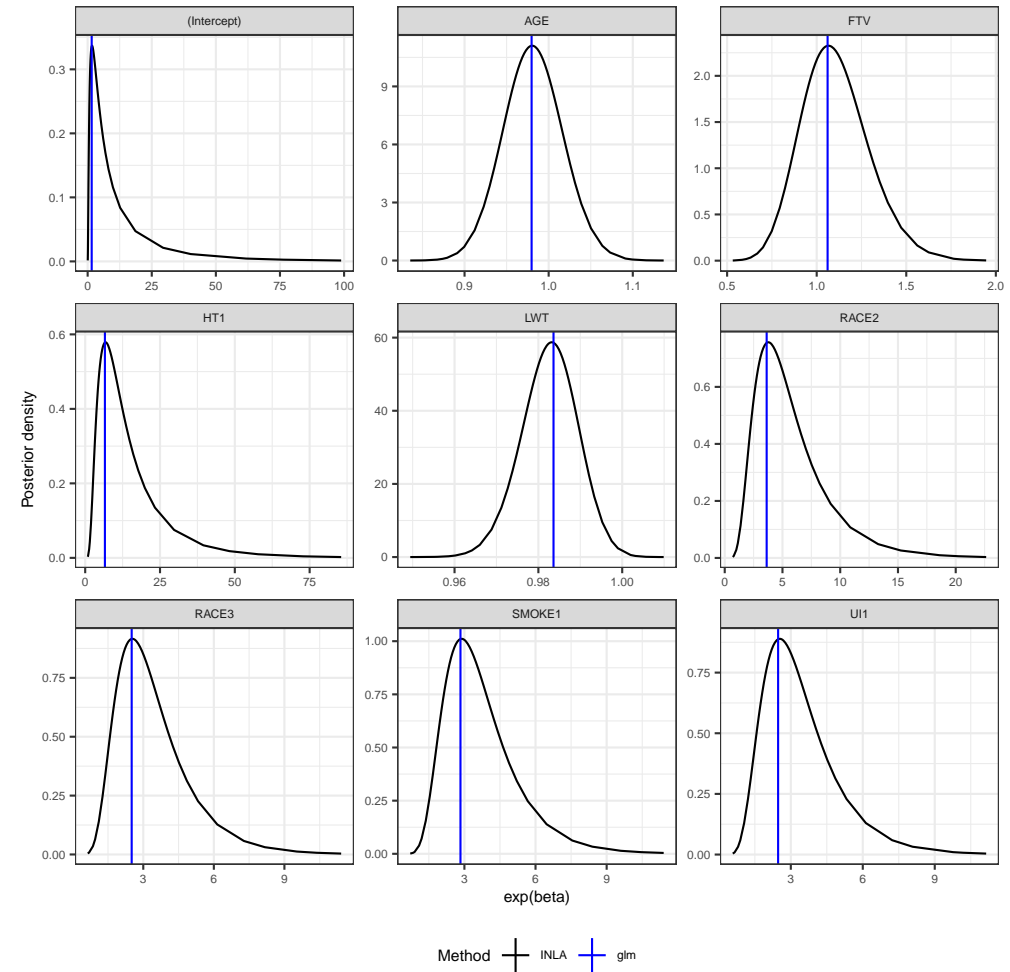 (Intercept) AGE FTV
0.3 0.2 0.1 0.0
0 25 50 75 100
9 6 3 0
0.9 1.0 1.1
2.0 1.5 1.0 0.5 0.0
0.5 1.0 1.5 2.0
HT1 LWT RACE2
0.6 0.4 0.2 0.0
0 25 50 75
60 40 20 0
0.96 0.98 1.00
0.6 0.4 0.2 0.0
0 5 10 15 20
Posterior density
RACE3 SMOKE1 UI1
0.75 0.50 0.25 0.00
3 6 9
1.00 0.75 0.50 0.25 0.00
3 6 9
0.75 0.50 0.25 0.00
3 6 9
exp(beta)
Method INLA glm